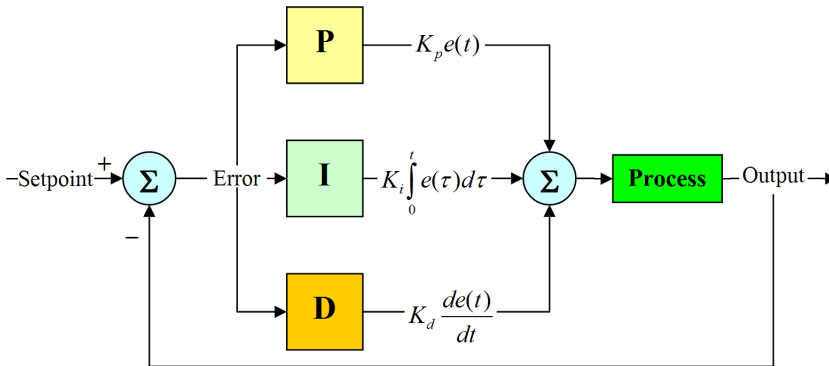 P
K_p e(t)
–Setpoint
+
Σ
Error
I
K_i ∫_0^t e(τ)dτ
Σ
Process
Output
−
D
K_d de(t)/dt